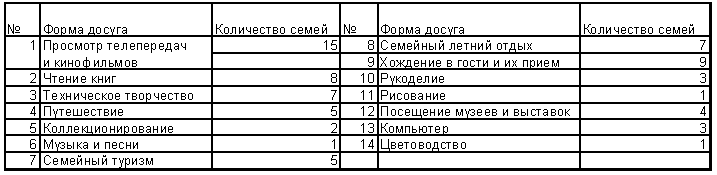 № Форма досуга Количество семей № Форма досуга Количество семей
1 Просмотр телепередач 15 8 Семейный летний отдых 7
и кинофильмов 9 Хождение в гости и их прием 9
2 Чтение книг 8 10 Рукоделие 3
3 Техническое творчество 7 11 Рисование 1
4 Путешествие 5 12 Посещение музеев и выставок 4
5 Коллекционирование 2 13 Компьютер 3
6 Музыка и песни 1 14 Цветоводство 1
7 Семейный туризм 5